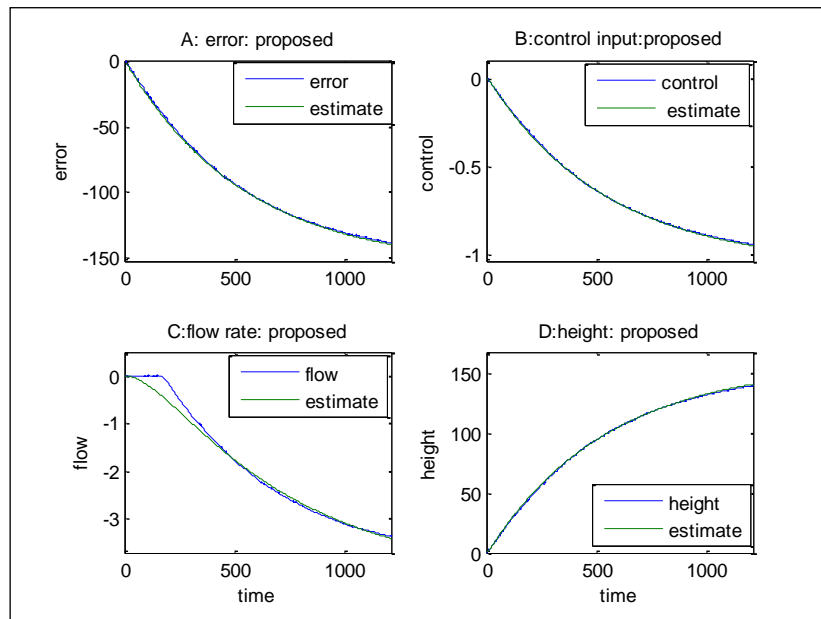 A: error: proposed
error
estimate
0
-50
-100
-150
error
0
500
1000
B:control input:proposed
control
estimate
0
-0.5
-1
control
0
500
1000
C:flow rate: proposed
flow
estimate
0
-1
-2
-3
flow
0
500
1000
time
D:height: proposed
height
estimate
150
100
50
0
height
0
500
1000
time